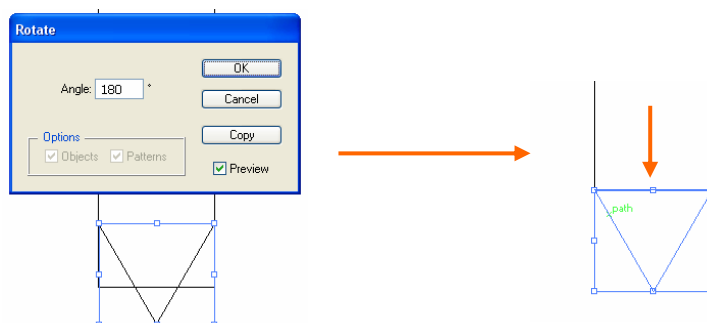 Rotate
OK
Angle: 180 °
Cancel
Options
Copy
Objects Patterns
Preview
path